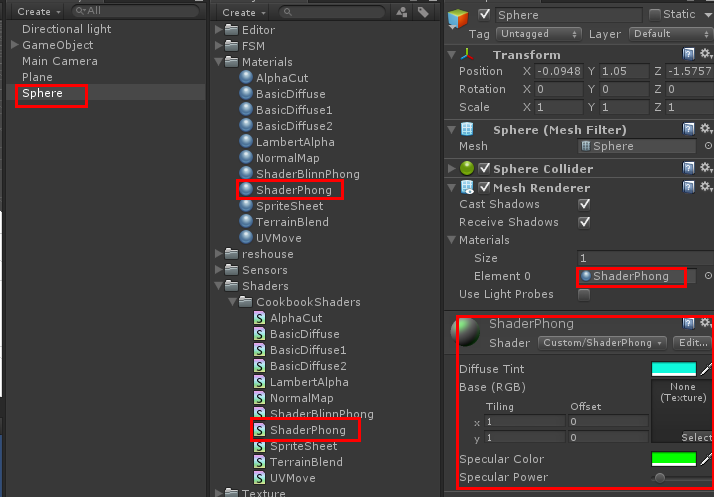 Create
All
Directional light
GameObject
Main Camera
Plane
Sphere
Create
Editor
FSM
Materials
AlphaCut
BasicDiffuse
BasicDiffuse1
BasicDiffuse2
LambertAlpha
NormalMap
ShaderBlinnPhong
ShaderPhong
SpriteSheet
TerrainBlend
UVMove
reshouse
Sensors
Shaders
CookbookShaders
AlphaCut
BasicDiffuse
BasicDiffuse1
BasicDiffuse2
LambertAlpha
NormalMap
ShaderBlinnPhong
ShaderPhong
SpriteSheet
TerrainBlend
UVMove
Texture
Sphere Static
Tag Untagged Layer Default
Transform
Position X -0.0948 Y 1.05 Z -1.5757
Rotation X 0 Y 0 Z 0
Scale X 1 Y 1 Z 1
Sphere (Mesh Filter)
Mesh Sphere
Sphere Collider
Mesh Renderer
Cast Shadows
Receive Shadows
Materials
Size 1
Element 0 ShaderPhong
Use Light Probes
ShaderPhong
Shader Custom/ShaderPhong Edit...
Diffuse Tint
Base (RGB) None
(Texture)
Tiling Offset
x 1 0
y 1 0
Select
Specular Color
Specular Power